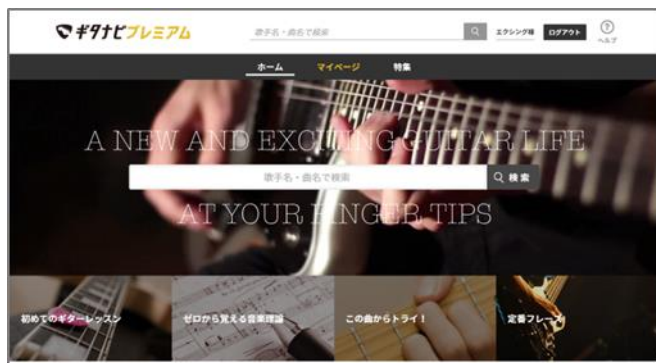 ギタナビプレミアム
歌手名・曲名で検索
エクシング様
ログアウト
?
ヘルプ
ホーム
マイページ
特集
A NEW AND EXCITING GUITAR LIFE
歌手名・曲名で検索
検索
AT YOUR FINGER TIPS
初めてのギターレッスン
ゼロから覚える音楽理論
この曲からトライ！
定番フレーズ